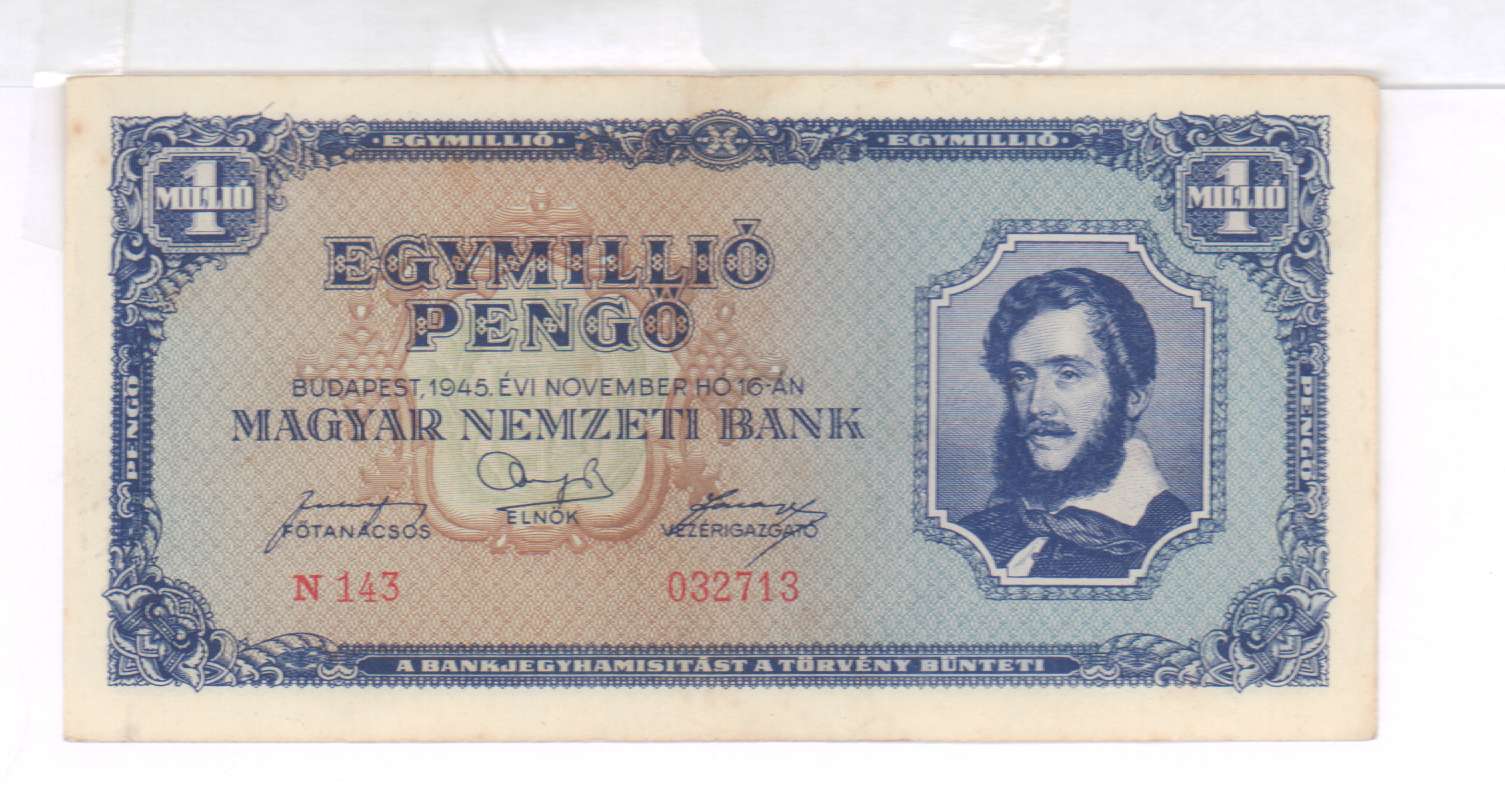 ·EGYMILLIÓ· ·EGYMILLIÓ·
1 MILLIÓ 1 MILLIÓ
EGYMILLIÓ
PENGŐ
BUDAPEST, 1945. ÉVI NOVEMBER HÓ 16-ÁN
MAGYAR NEMZETI BANK
PENGŐ PENGŐ
FŐTANÁCSOS ELNÖK VEZÉRIGAZGATÓ
N 143 032713
A BANKJEGYHAMISITÁST A TÖRVÉNY BÜNTETI